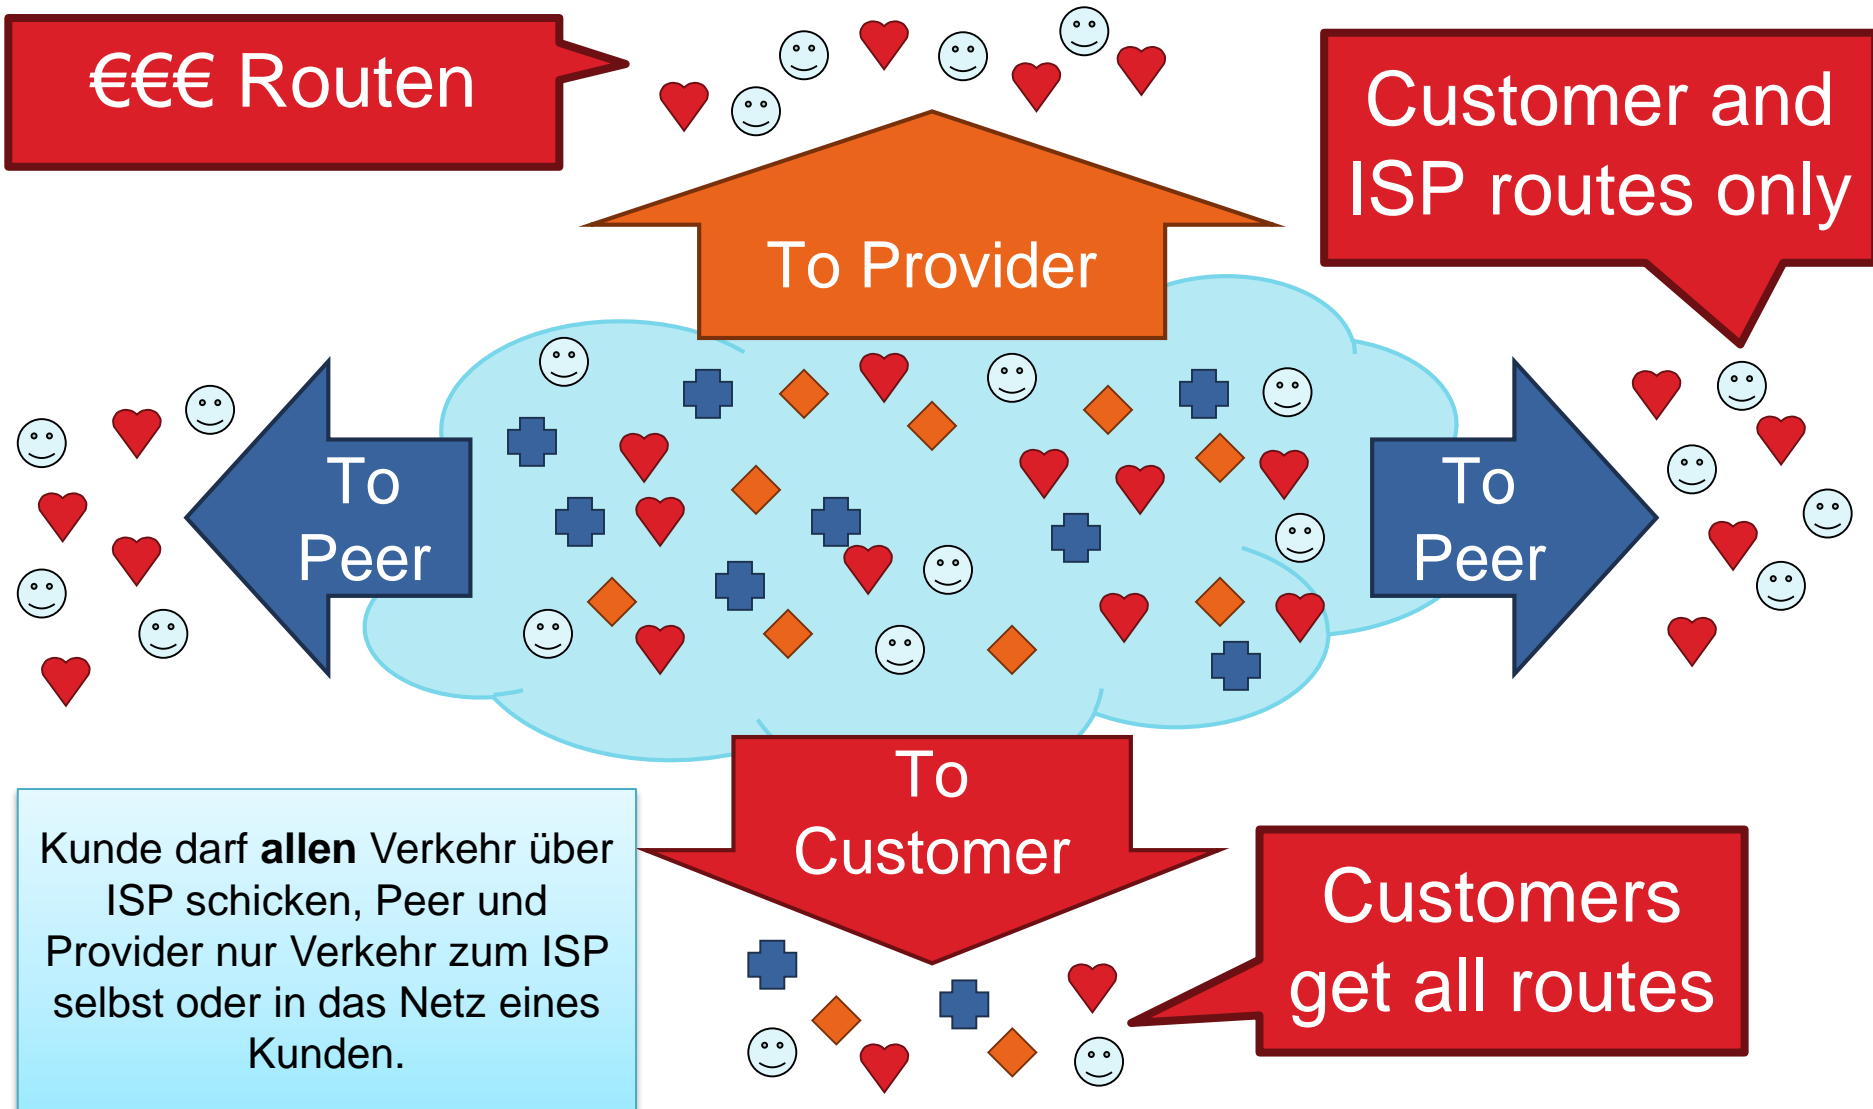 €€€ Routen
Customer and
ISP routes only
To Provider
To
Peer
To
Peer
To
Customer
Kunde darf allen Verkehr über
ISP schicken, Peer und
Provider nur Verkehr zum ISP
selbst oder in das Netz eines
Kunden.
Customers
get all routes